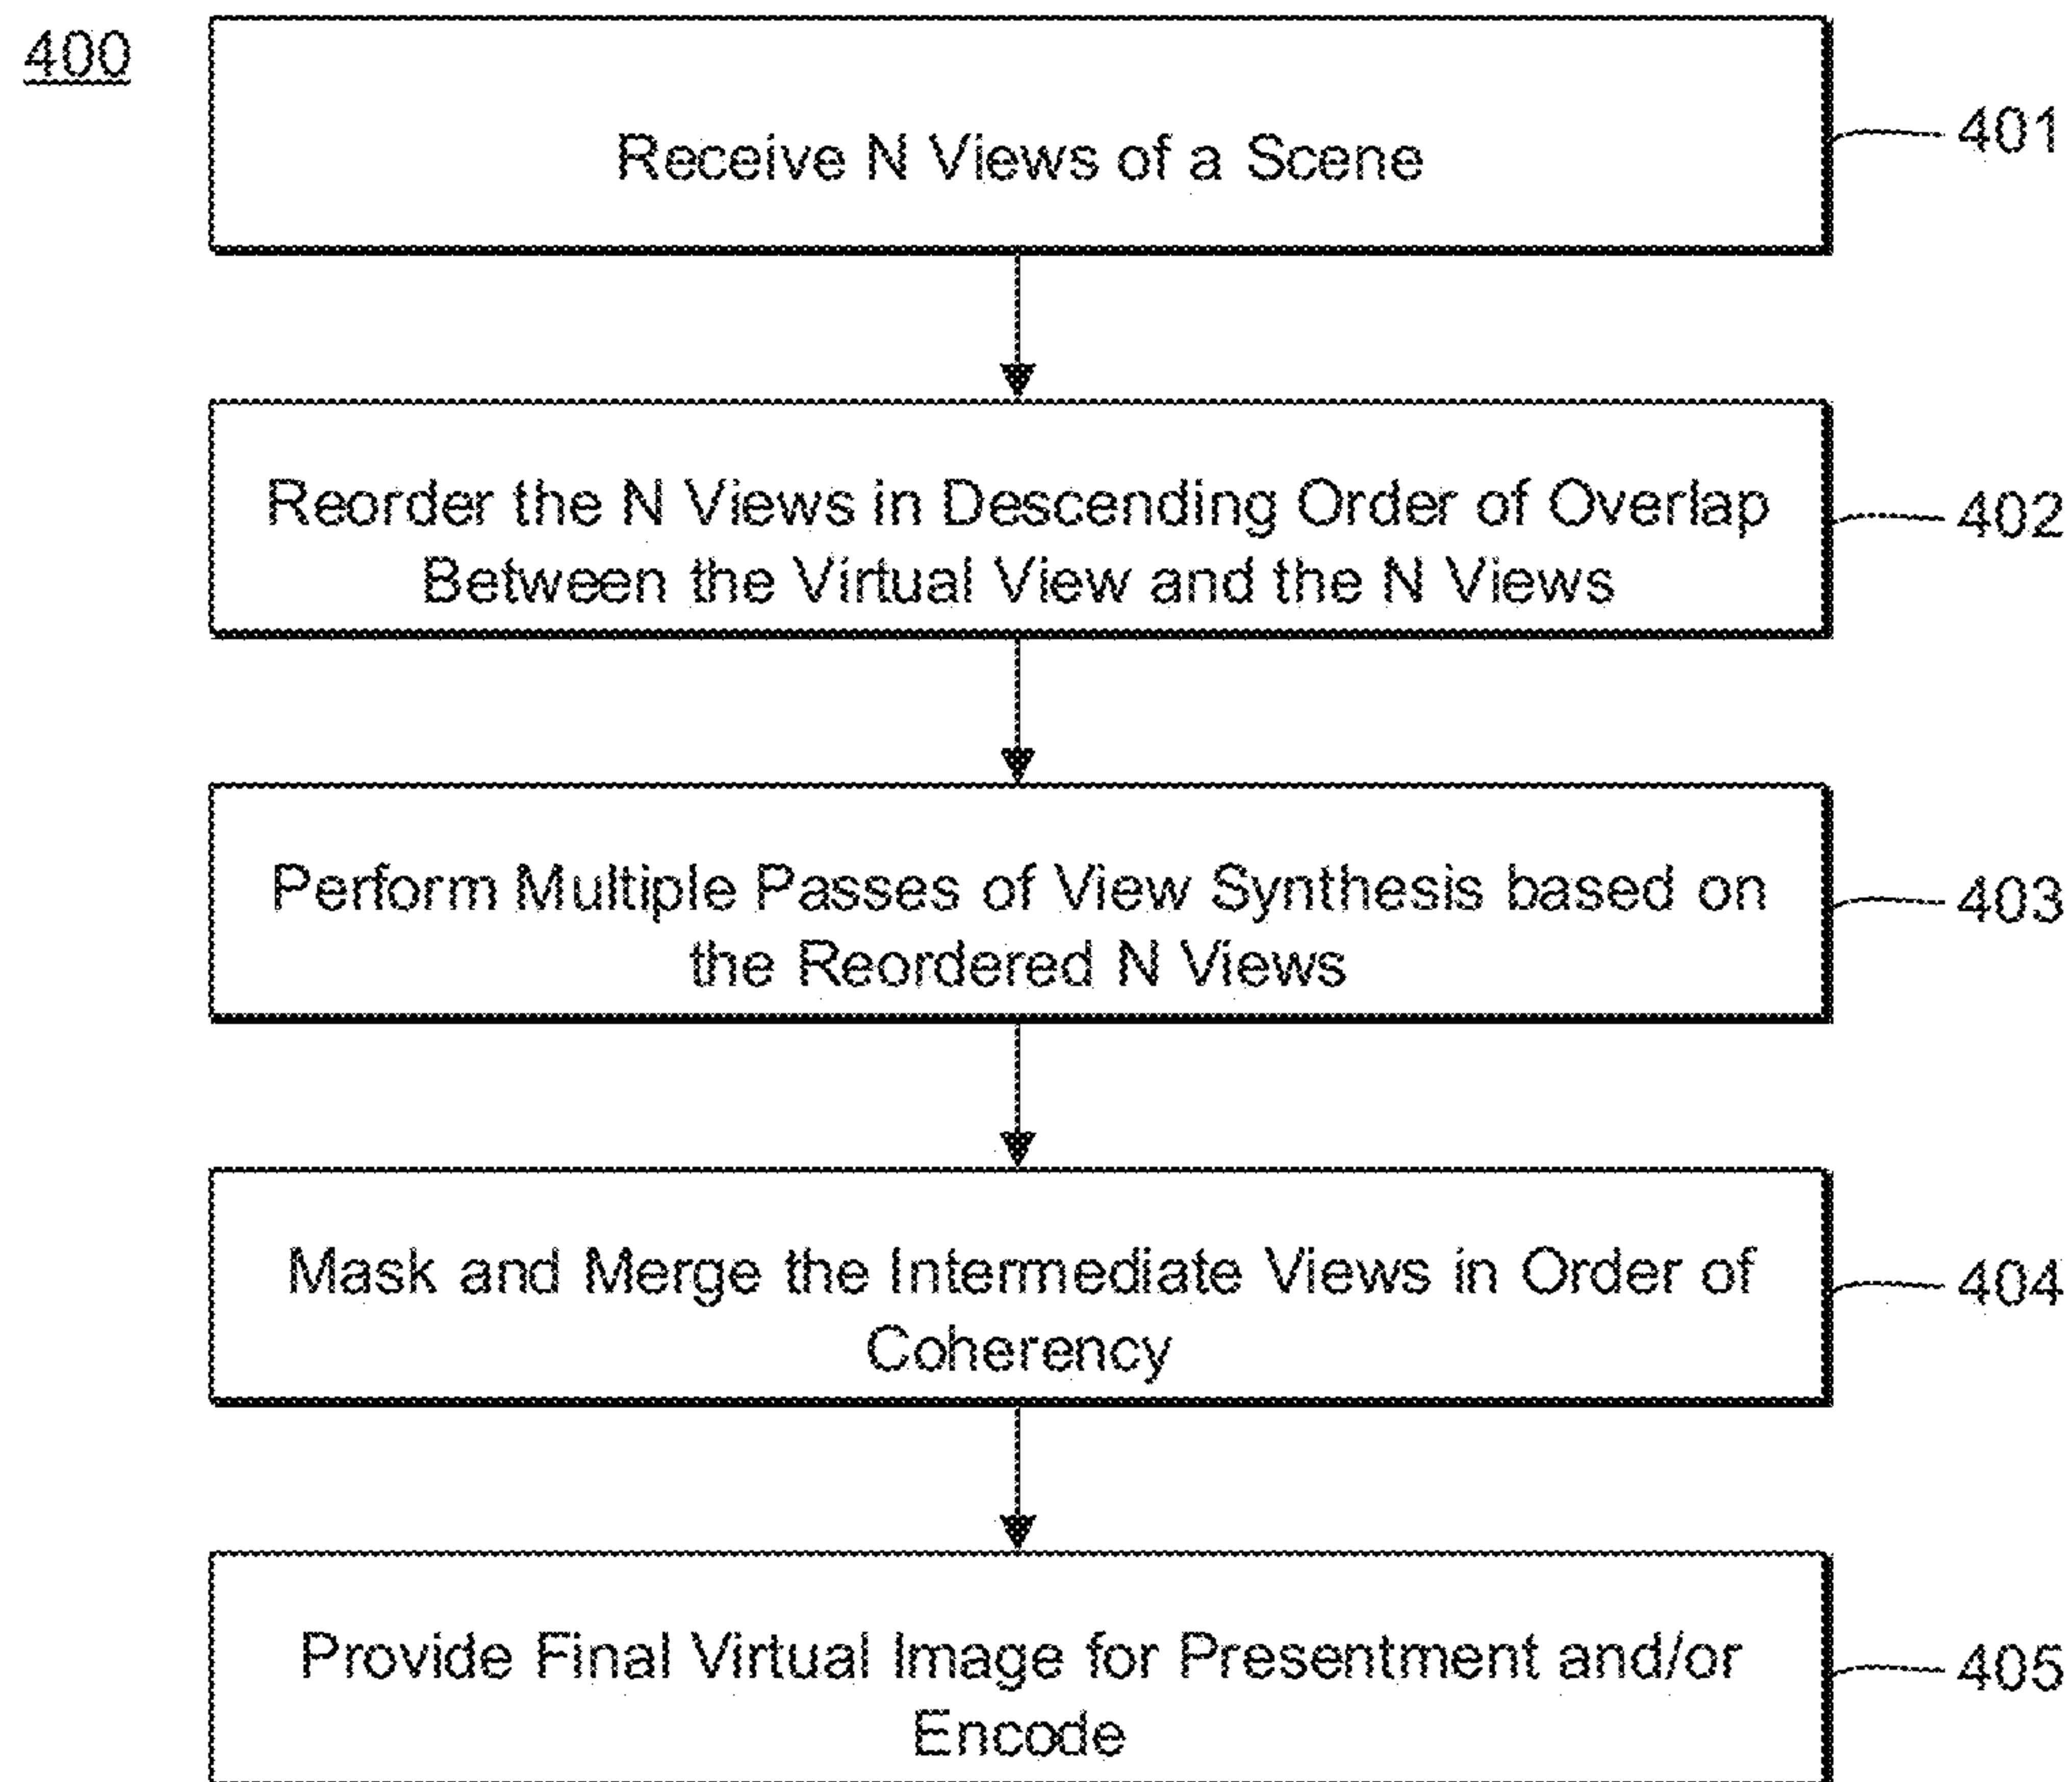 400
Receive N Views of a Scene
401
Reorder the N Views in Descending Order of Overlap
Between the Virtual View and the N Views
402
Perform Multiple Passes of View Synthesis based on
the Reordered N Views
403
Mask and Merge the Intermediate Views in Order of
Coherency
404
Provide Final Virtual Image for Presentment and/or
Encode
405